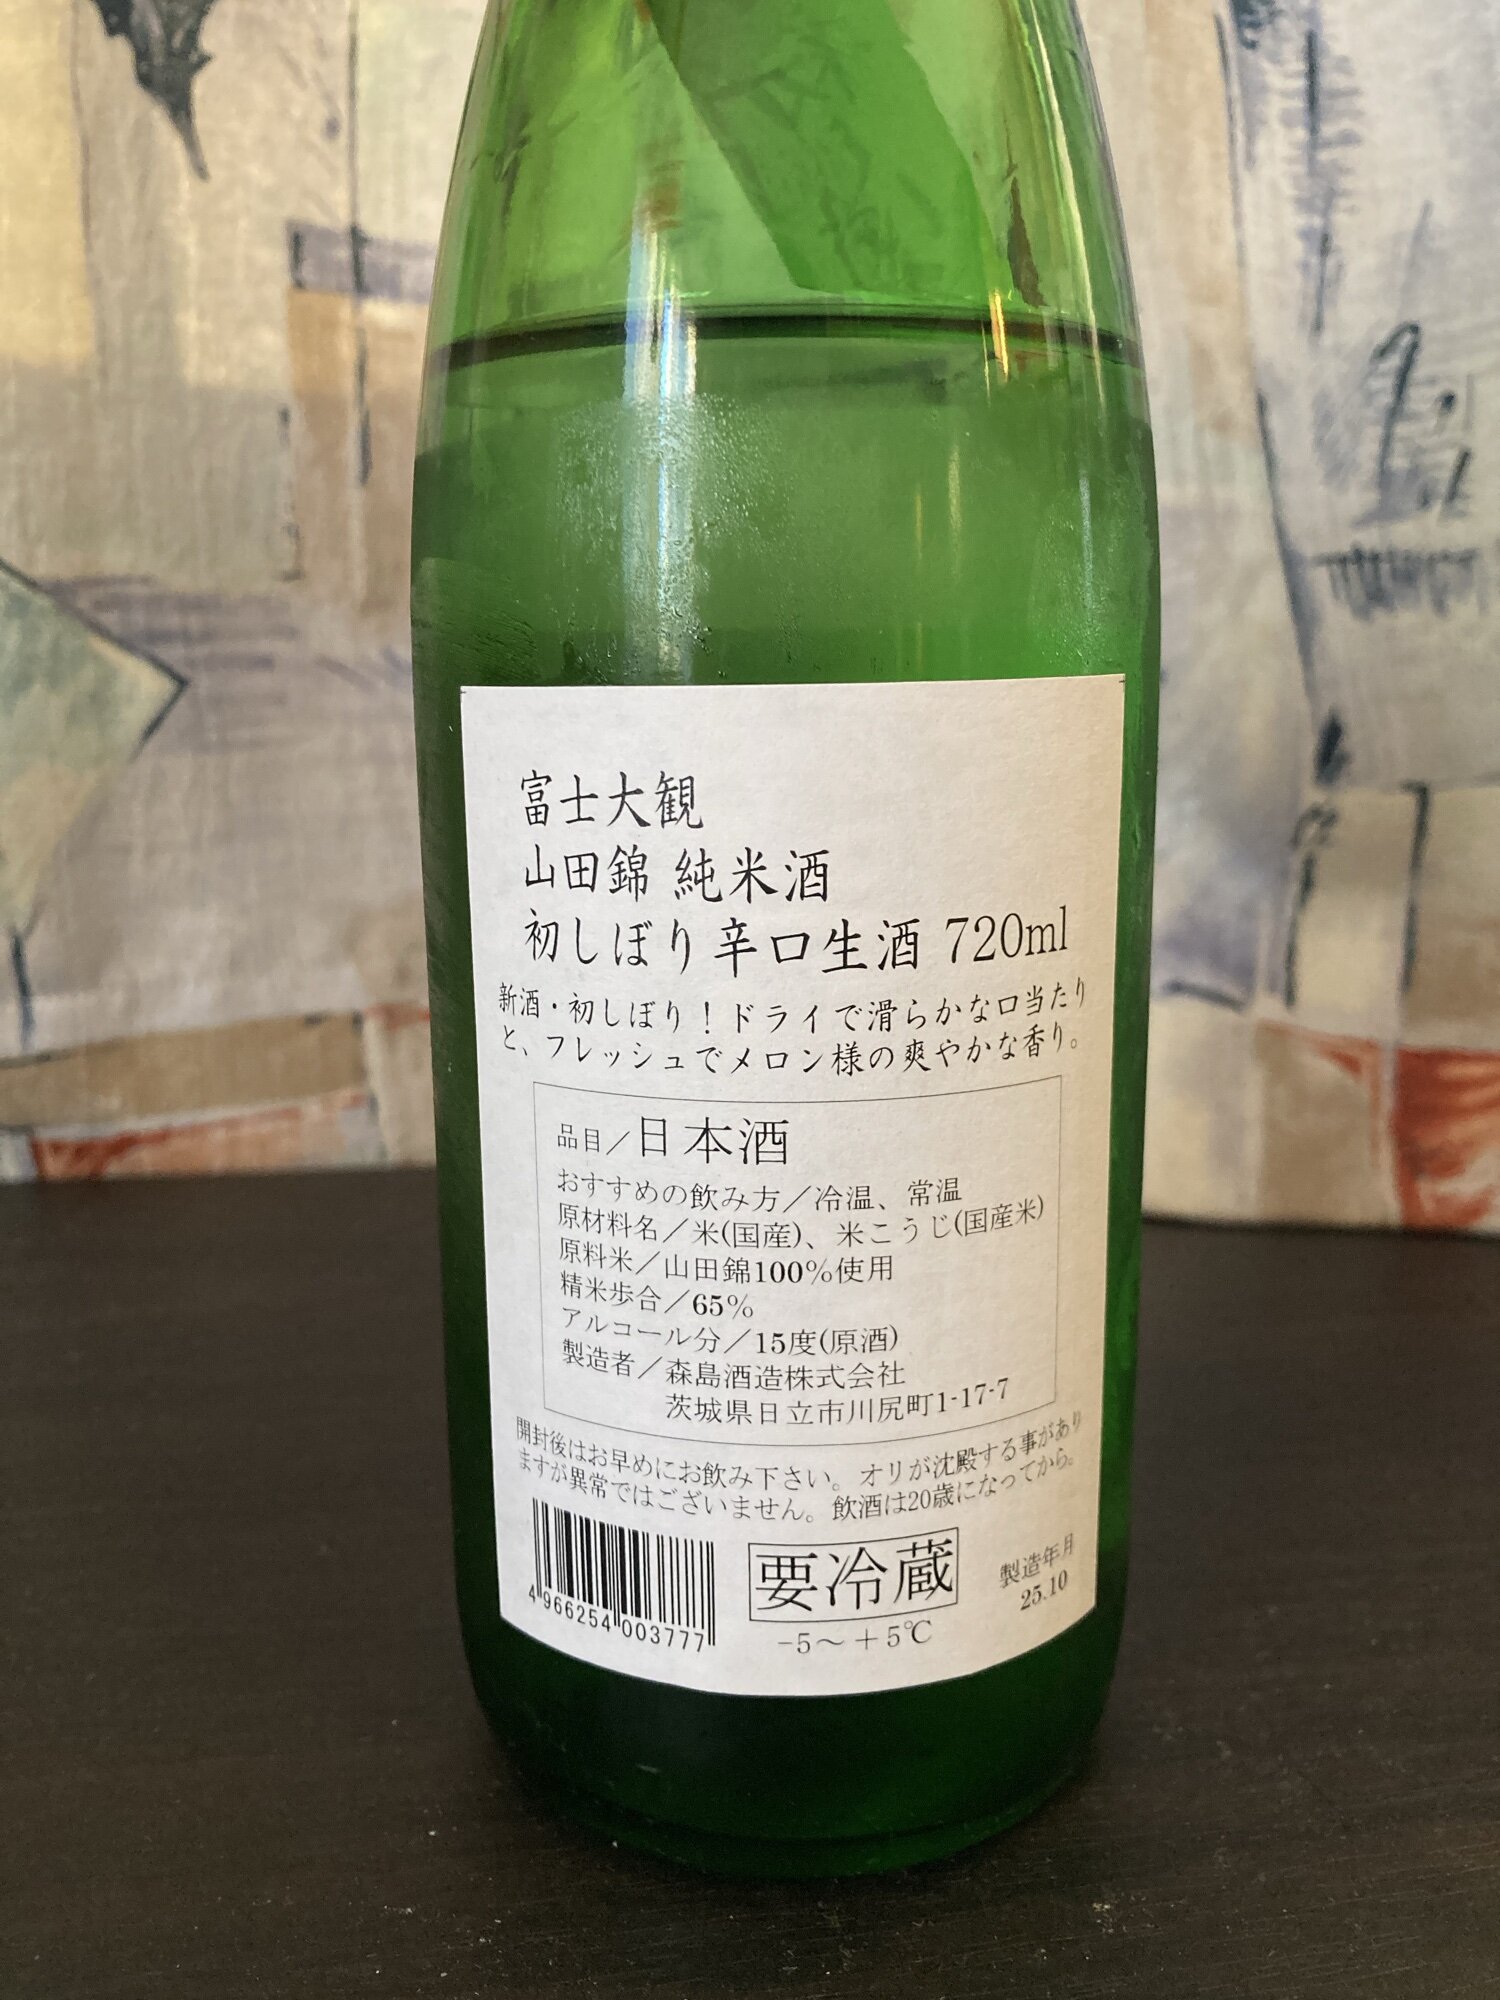 富士大観
山田錦 純米酒
初しぼり辛口生酒 720ml
新酒・初しぼり！ドライで滑らかな口当たり
と、フレッシュでメロン様の爽やかな香り。
品目／日本酒
おすすめの飲み方／冷温、常温
原材料名／米(国産)、米こうじ(国産米)
原料米／山田錦100%使用
精米歩合／65%
アルコール分／15度(原酒)
製造者／森島酒造株式会社
茨城県日立市川尻町1-17-7
開封後はお早めにお飲み下さい。オリが沈殿する事があり
ますが異常ではございません。飲酒は20歳になってから。
4 966254 003777
要冷蔵
-5～+5℃
製造年月
25.10